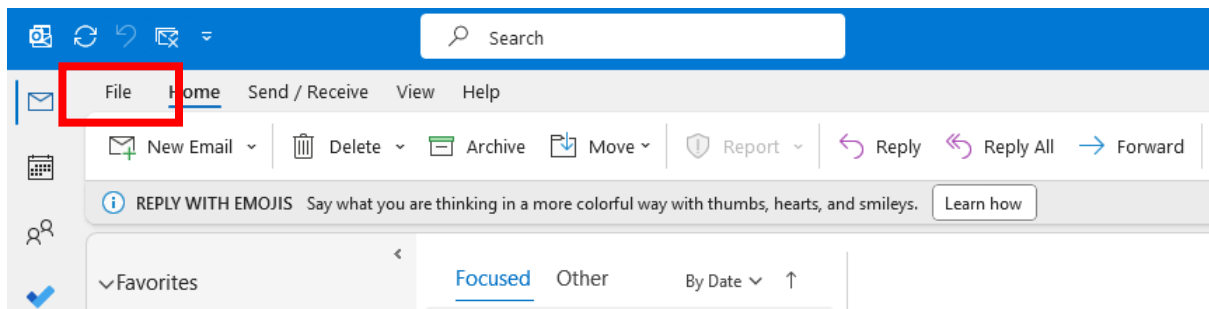 Search
File Home Send / Receive View Help
New Email Delete Archive Move Report Reply Reply All Forward
REPLY WITH EMOJIS Say what you are thinking in a more colorful way with thumbs, hearts, and smileys. Learn how
Favorites Focused Other By Date